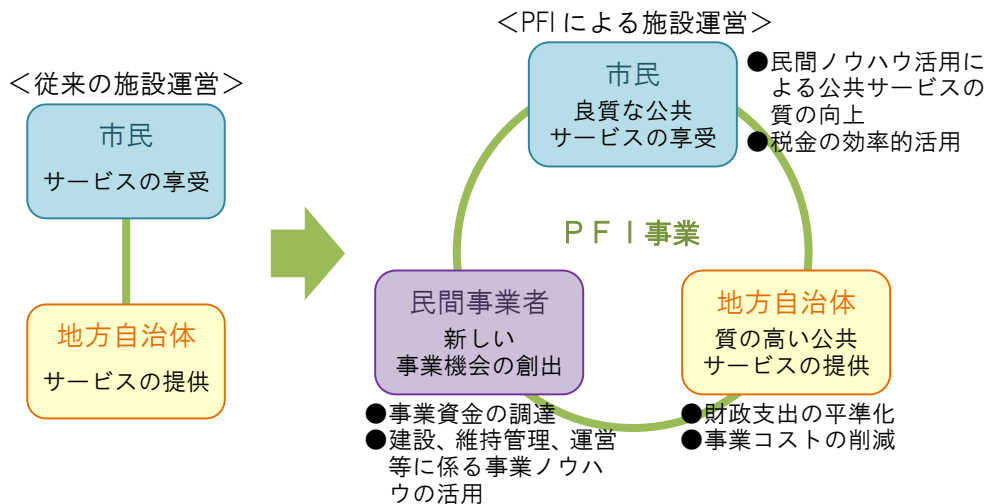 ＜従来の施設運営＞
市民
サービスの享受
地方自治体
サービスの提供
＜PFIによる施設運営＞
市民
良質な公共
サービスの享受
●民間ノウハウ活用に
よる公共サービスの
質の向上
●税金の効率的活用
ＰＦＩ事業
民間事業者
新しい
事業機会の創出
●事業資金の調達
●建設、維持管理、運営
等に係る事業ノウハ
ウの活用
地方自治体
質の高い公共
サービスの提供
●財政支出の平準化
●事業コストの削減